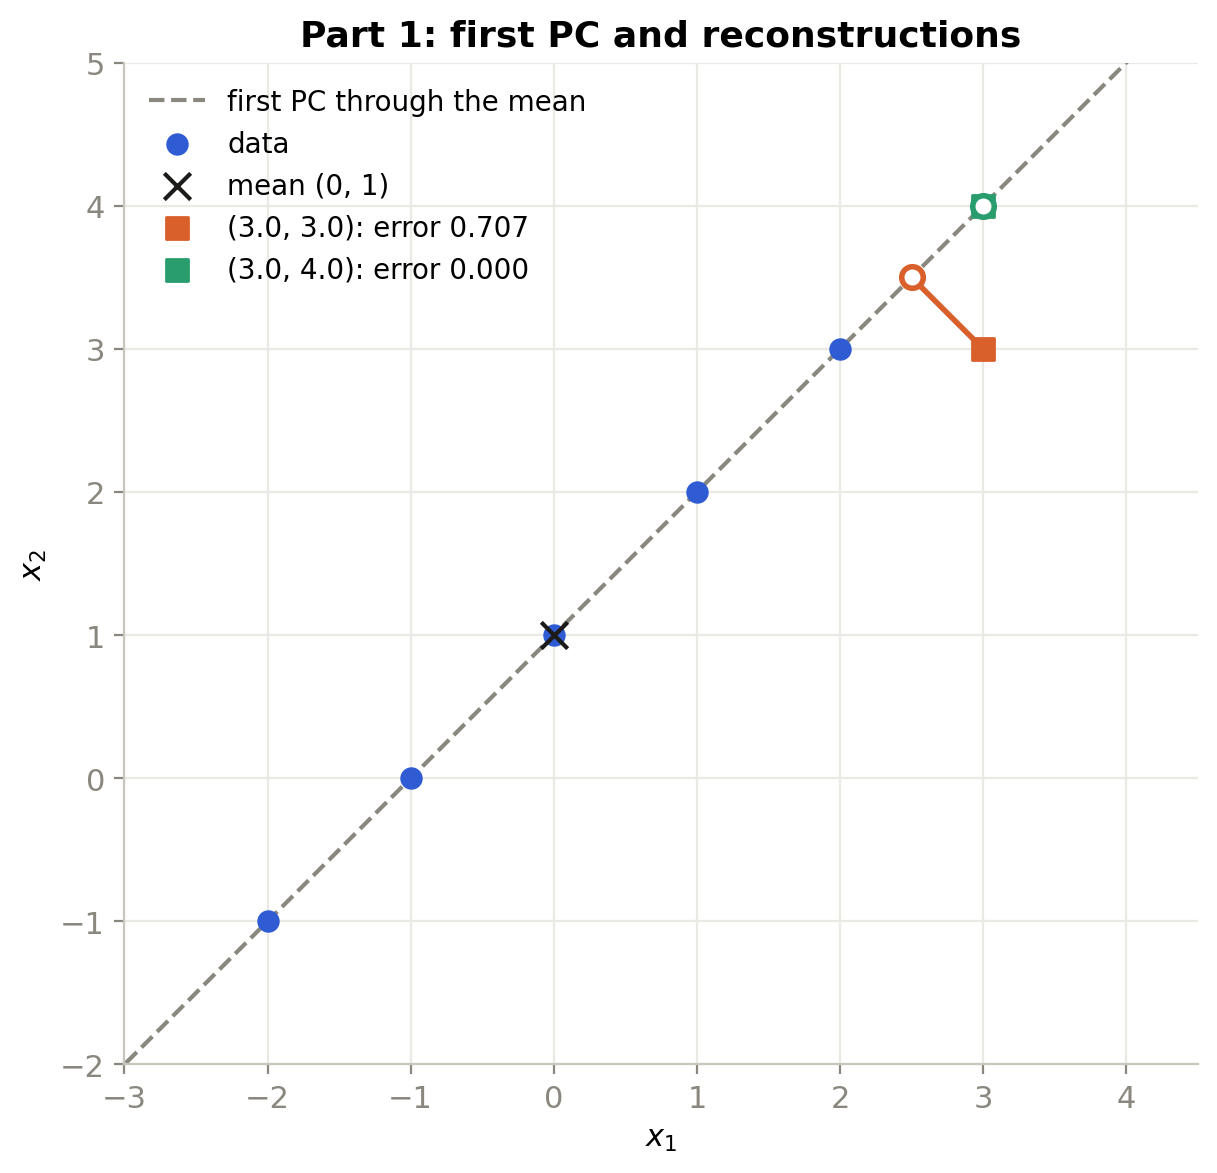 Part 1: first PC and reconstructions
first PC through the mean
data
mean (0, 1)
(3.0, 3.0): error 0.707
(3.0, 4.0): error 0.000
5
4
3
2
1
0
−1
−2
x₂
−3 −2 −1 0 1 2 3 4
x₁